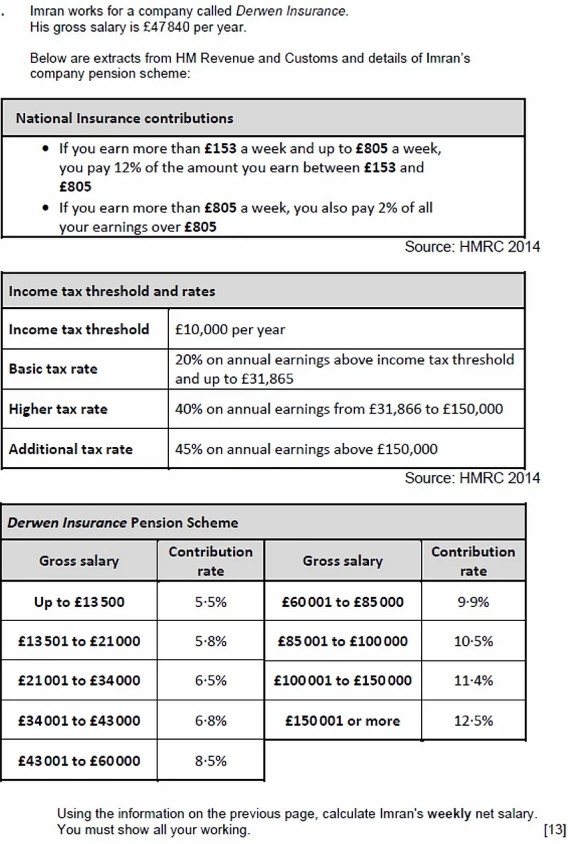 . Imran works for a company called Derwen Insurance.
His gross salary is £47 840 per year.
Below are extracts from HM Revenue and Customs and details of Imran's
company pension scheme:
National Insurance contributions
• If you earn more than £153 a week and up to £805 a week,
you pay 12% of the amount you earn between £153 and
£805
• If you earn more than £805 a week, you also pay 2% of all
your earnings over £805
Source: HMRC 2014
Income tax threshold and rates
Income tax threshold £10,000 per year
Basic tax rate 20% on annual earnings above income tax threshold
and up to £31,865
Higher tax rate 40% on annual earnings from £31,866 to £150,000
Additional tax rate 45% on annual earnings above £150,000
Source: HMRC 2014
Derwen Insurance Pension Scheme
Gross salary Contribution rate Gross salary Contribution rate
Up to £13 500 5·5% £60 001 to £85 000 9·9%
£13 501 to £21 000 5·8% £85 001 to £100 000 10·5%
£21 001 to £34 000 6·5% £100 001 to £150 000 11·4%
£34 001 to £43 000 6·8% £150 001 or more 12·5%
£43 001 to £60 000 8·5%
Using the information on the previous page, calculate Imran's weekly net salary.
You must show all your working. [13]